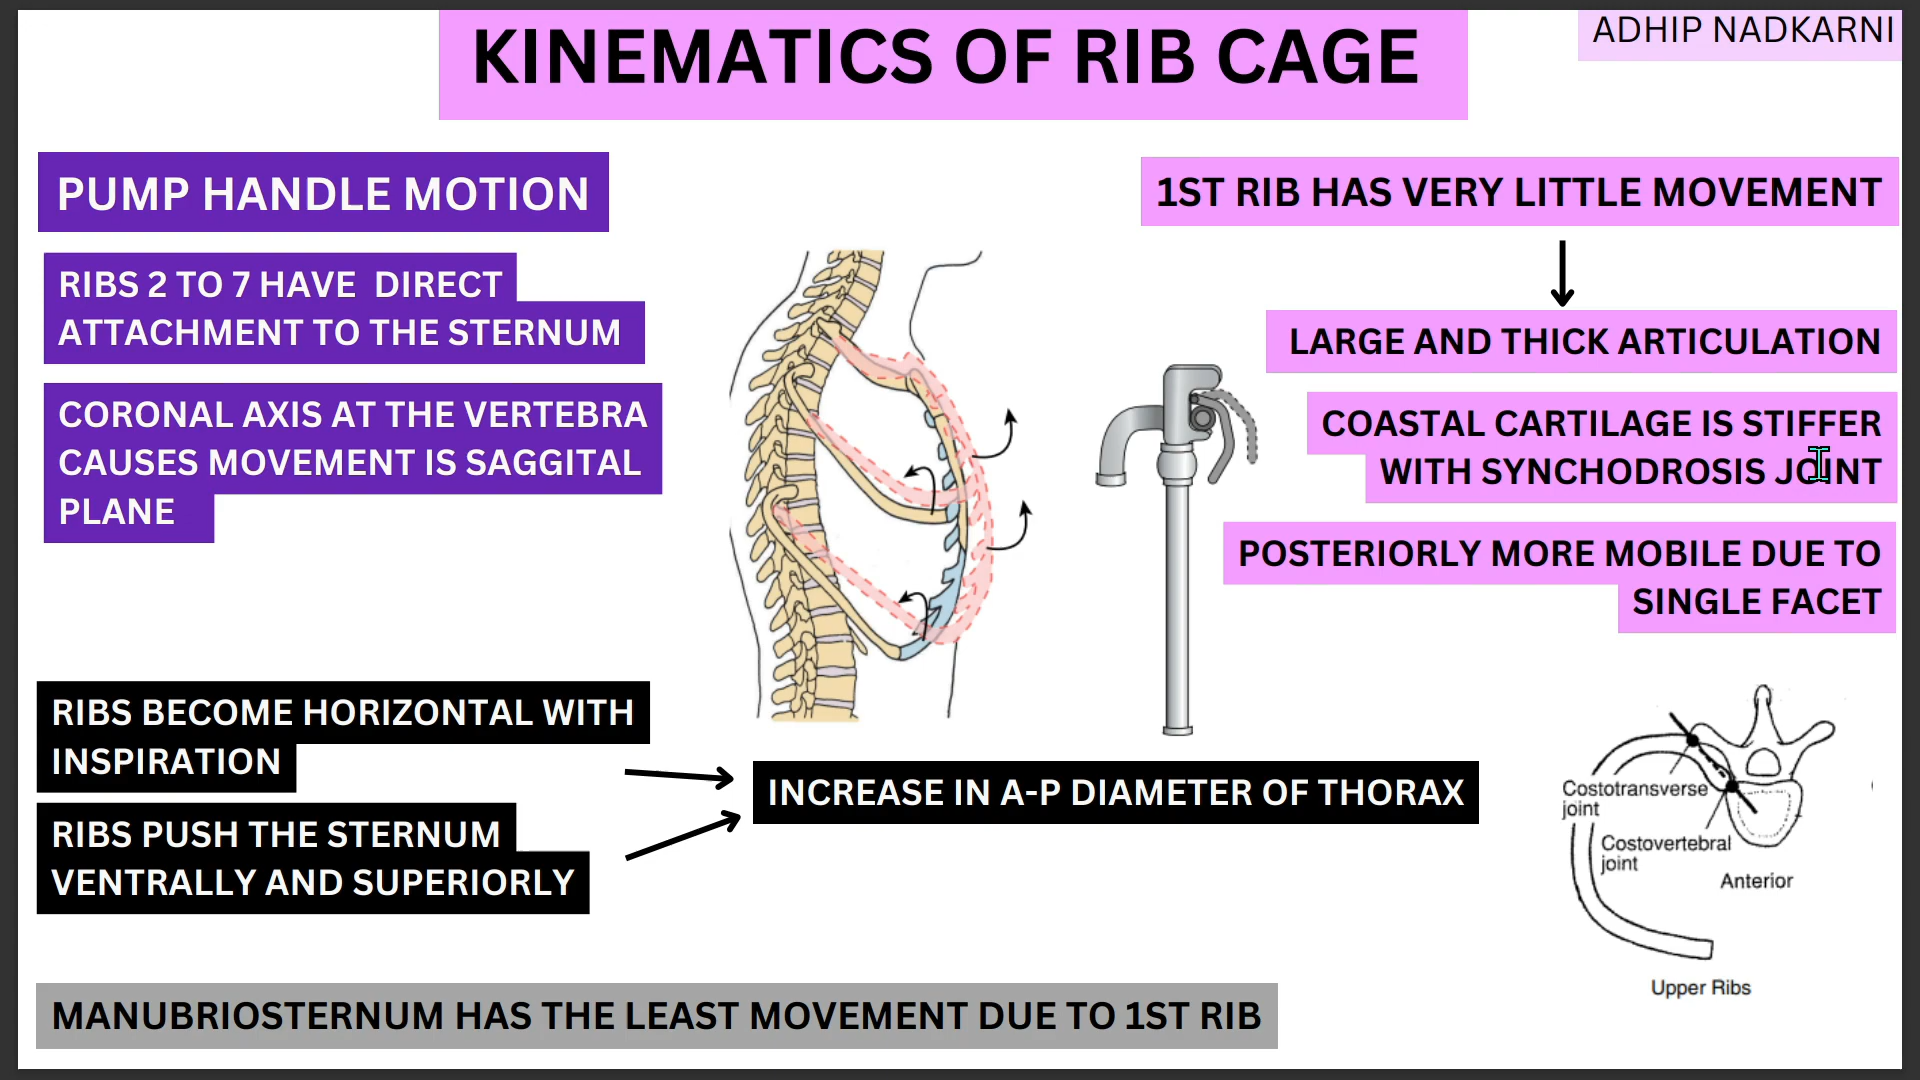 KINEMATICS OF RIB CAGE
ADHIP NADKARNI
PUMP HANDLE MOTION
RIBS 2 TO 7 HAVE DIRECT
ATTACHMENT TO THE STERNUM
CORONAL AXIS AT THE VERTEBRA
CAUSES MOVEMENT IS SAGGITAL
PLANE
1ST RIB HAS VERY LITTLE MOVEMENT
LARGE AND THICK ARTICULATION
COASTAL CARTILAGE IS STIFFER
WITH SYNCHODROSIS JOINT
POSTERIORLY MORE MOBILE DUE TO
SINGLE FACET
RIBS BECOME HORIZONTAL WITH
INSPIRATION
RIBS PUSH THE STERNUM
VENTRALLY AND SUPERIORLY
INCREASE IN A-P DIAMETER OF THORAX
Costotransverse
joint
Costovertebral
joint
Anterior
Upper Ribs
MANUBRIOSTERNUM HAS THE LEAST MOVEMENT DUE TO 1ST RIB